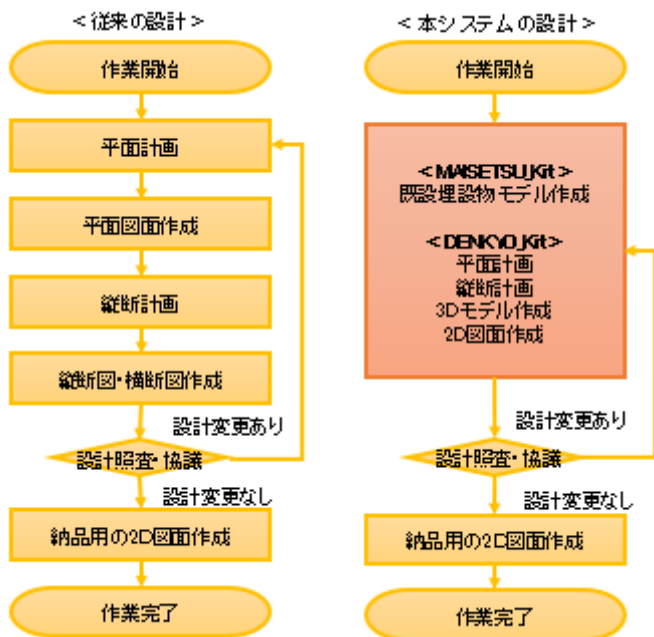 ＜従来の設計＞
作業開始
平面計画
平面図面作成
縦断計画
縦断図・横断図作成
設計変更あり
設計照査・協議
設計変更なし
納品用の2D図面作成
作業完了
＜本システムの設計＞
作業開始
＜MAISETSU_Kit＞
既設埋設物モデル作成
＜DENKYO_Kit＞
平面計画
縦断計画
3Dモデル作成
2D図面作成
設計変更あり
設計照査・協議
設計変更なし
納品用の2D図面作成
作業完了